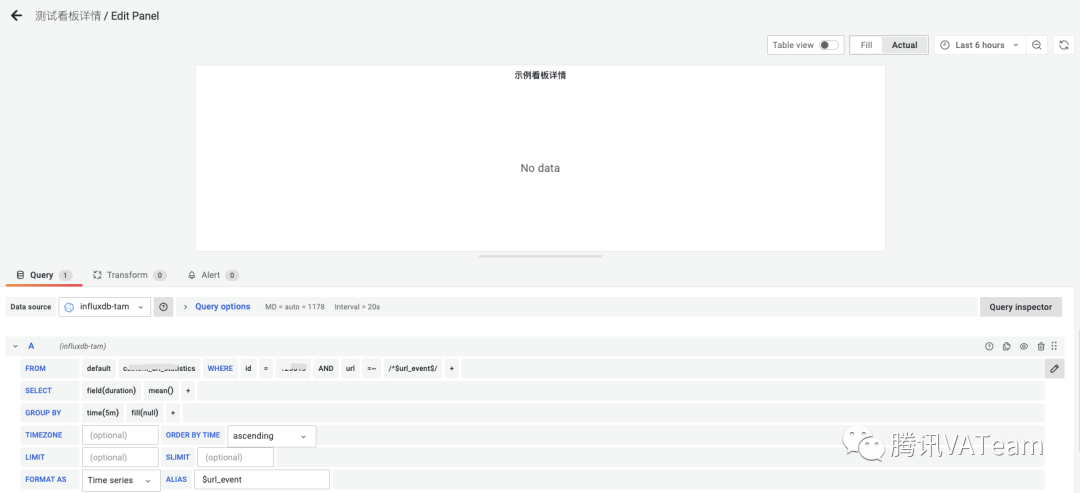 测试看板详情 / Edit Panel
Table view Fill Actual Last 6 hours
示例看板详情
No data
Query 1 Transform 0 Alert 0
Data source influxdb-tam Query options MD = auto = 1178 Interval = 20s Query inspector
A (influxdb-tam)
FROM default WHERE id = AND url =~ /^$url_event$/ +
SELECT field(duration) mean() +
GROUP BY time(5m) fill(null) +
TIMEZONE (optional) ORDER BY TIME ascending
LIMIT (optional) SLIMIT (optional)
FORMAT AS Time series ALIAS $url_event
腾讯VATeam